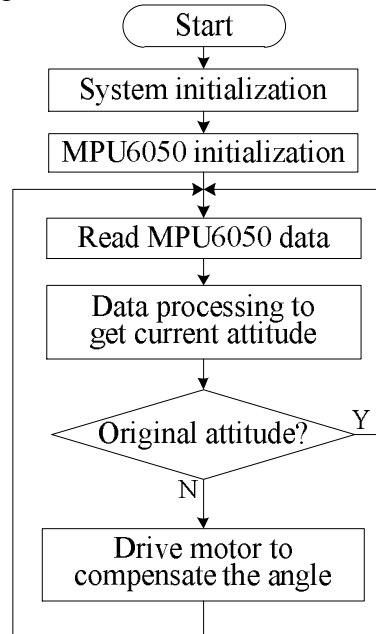 Start
System initialization
MPU6050 initialization
Read MPU6050 data
Data processing to
get current attitude
Original attitude?
Y
N
Drive motor to
compensate the angle